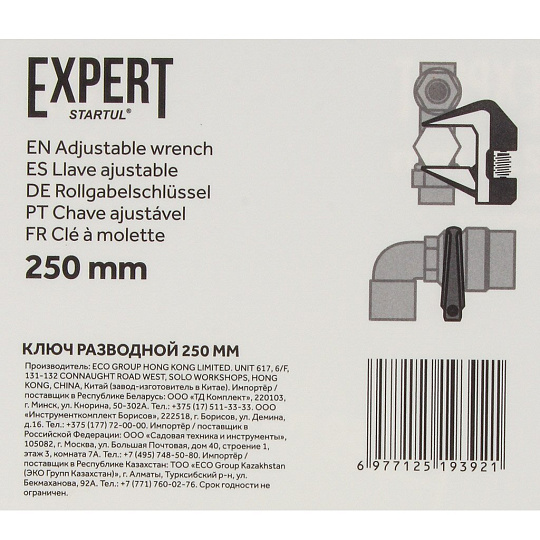 EXPERT
STARTUL®
EN Adjustable wrench
ES Llave ajustable
DE Rollgabelschlüssel
PT Chave ajustável
FR Clé à molette
250 mm
КЛЮЧ РАЗВОДНОЙ 250 ММ
Производитель: ECO GROUP HONG KONG LIMITED. UNIT 617, 6/F,
131-132 CONNAUGHT ROAD WEST, SOLO WORKSHOPS, HONG
KONG, CHINA, Китай (завод-изготовитель в Китае). Импортёр /
поставщик в Республику Беларусь: ООО «ТД Комплект», 220103,
г. Минск, ул. Кнорина, 50-302А. Тел.: +375 (17) 511-33-33. ООО
«Инструменткомплект Борисов», 222518, г. Борисов, ул. Демина,
д.16. Тел.: +375 (177) 72-00-00. Импортёр / поставщик в
Российской Федерации: ООО «Садовая техника и инструменты»,
105082, г. Москва, ул. Большая Почтовая, дом 40, строение 1,
этаж 3, комната 7А. Тел.: +7 (495) 748-50-80. Импортёр /
поставщик в Республике Казахстан: ТОО «ECO Group Kazakhstan
(ЭКО Групп Казахстан)», г. Алматы, Турксибский р-н, ул.
Бекмаханова, 92А. Тел.: +7 (771) 760-02-76. Срок годности не
ограничен.
6 977125 193921